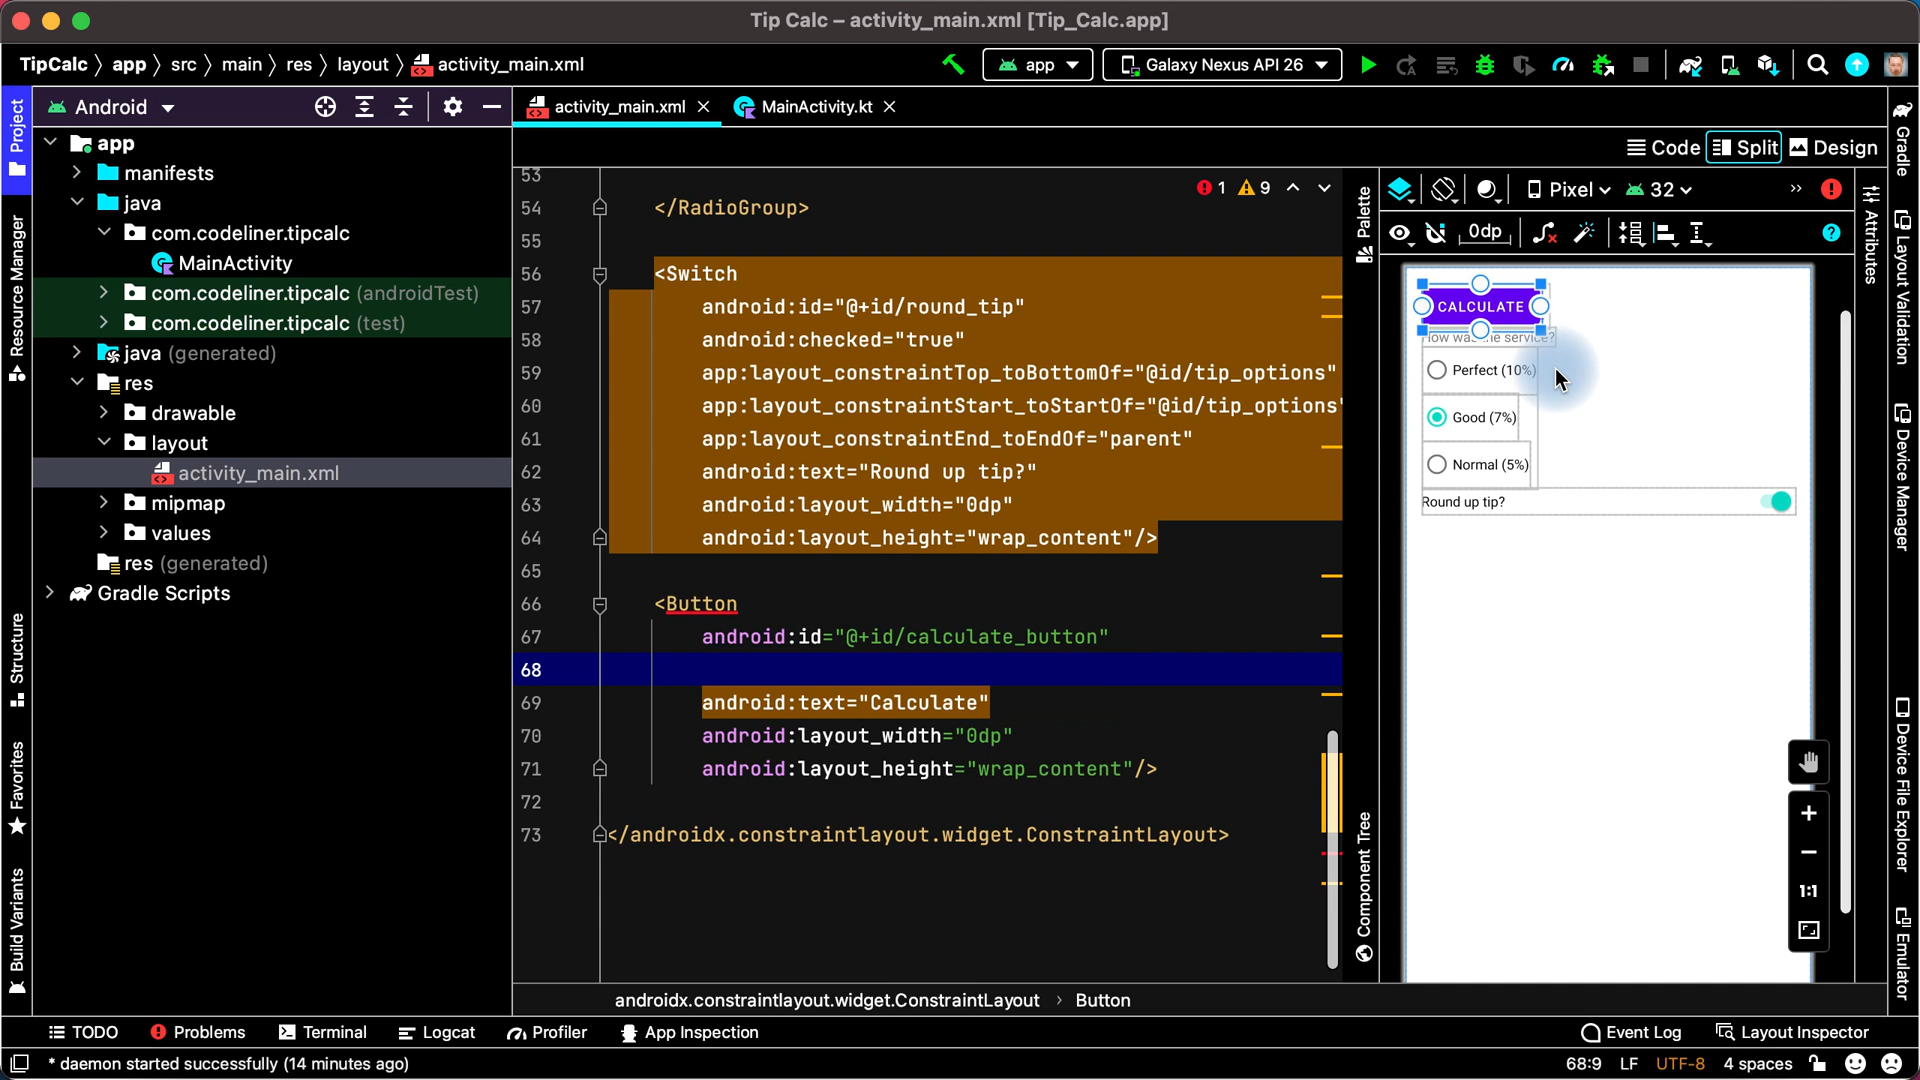 Tip Calc – activity_main.xml [Tip_Calc.app]
TipCalc app src main res layout activity_main.xml
app Galaxy Nexus API 26
Project
Android
activity_main.xml
MainActivity.kt
Code Split Design
app
manifests
java
com.codeliner.tipcalc
MainActivity
com.codeliner.tipcalc (androidTest)
com.codeliner.tipcalc (test)
java (generated)
res
drawable
layout
activity_main.xml
mipmap
values
res (generated)
Gradle Scripts
Resource Manager
Structure
Favorites
Build Variants
1 9
53
54 </RadioGroup>
55
56 <Switch
57 android:id="@+id/round_tip"
58 android:checked="true"
59 app:layout_constraintTop_toBottomOf="@id/tip_options"
60 app:layout_constraintStart_toStartOf="@id/tip_options"
61 app:layout_constraintEnd_toEndOf="parent"
62 android:text="Round up tip?"
63 android:layout_width="0dp"
64 android:layout_height="wrap_content"/>
65
66 <Button
67 android:id="@+id/calculate_button"
68
69 android:text="Calculate"
70 android:layout_width="0dp"
71 android:layout_height="wrap_content"/>
72
73 </androidx.constraintlayout.widget.ConstraintLayout>
androidx.constraintlayout.widget.ConstraintLayout Button
Palette
Component Tree
Pixel 32
0dp
?
CALCULATE
How was the service?
Perfect (10%)
Good (7%)
Normal (5%)
Round up tip?
1:1
Attributes
Gradle
Layout Validation
Device Manager
Device File Explorer
Emulator
TODO Problems Terminal Logcat Profiler App Inspection Event Log Layout Inspector
* daemon started successfully (14 minutes ago) 68:9 LF UTF-8 4 spaces